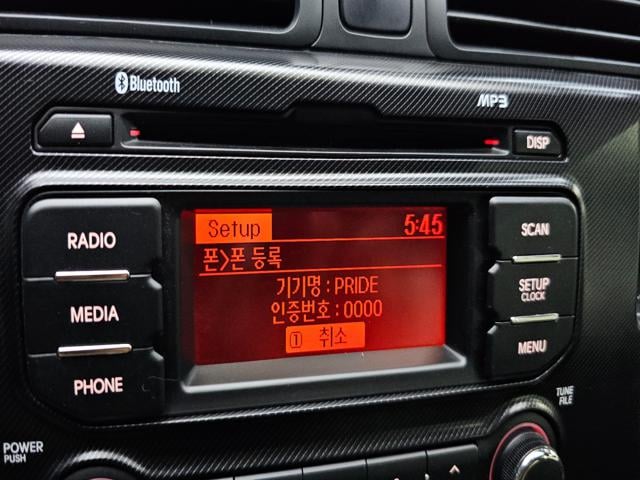 Bluetooth
MP3
DISP
RADIO
MEDIA
PHONE
Setup 5:45
폰>폰 등록
기기명 : PRIDE
인증번호 : 0000
1 취소
SCAN
SETUP
CLOCK
MENU
POWER
PUSH
TUNE
FILE